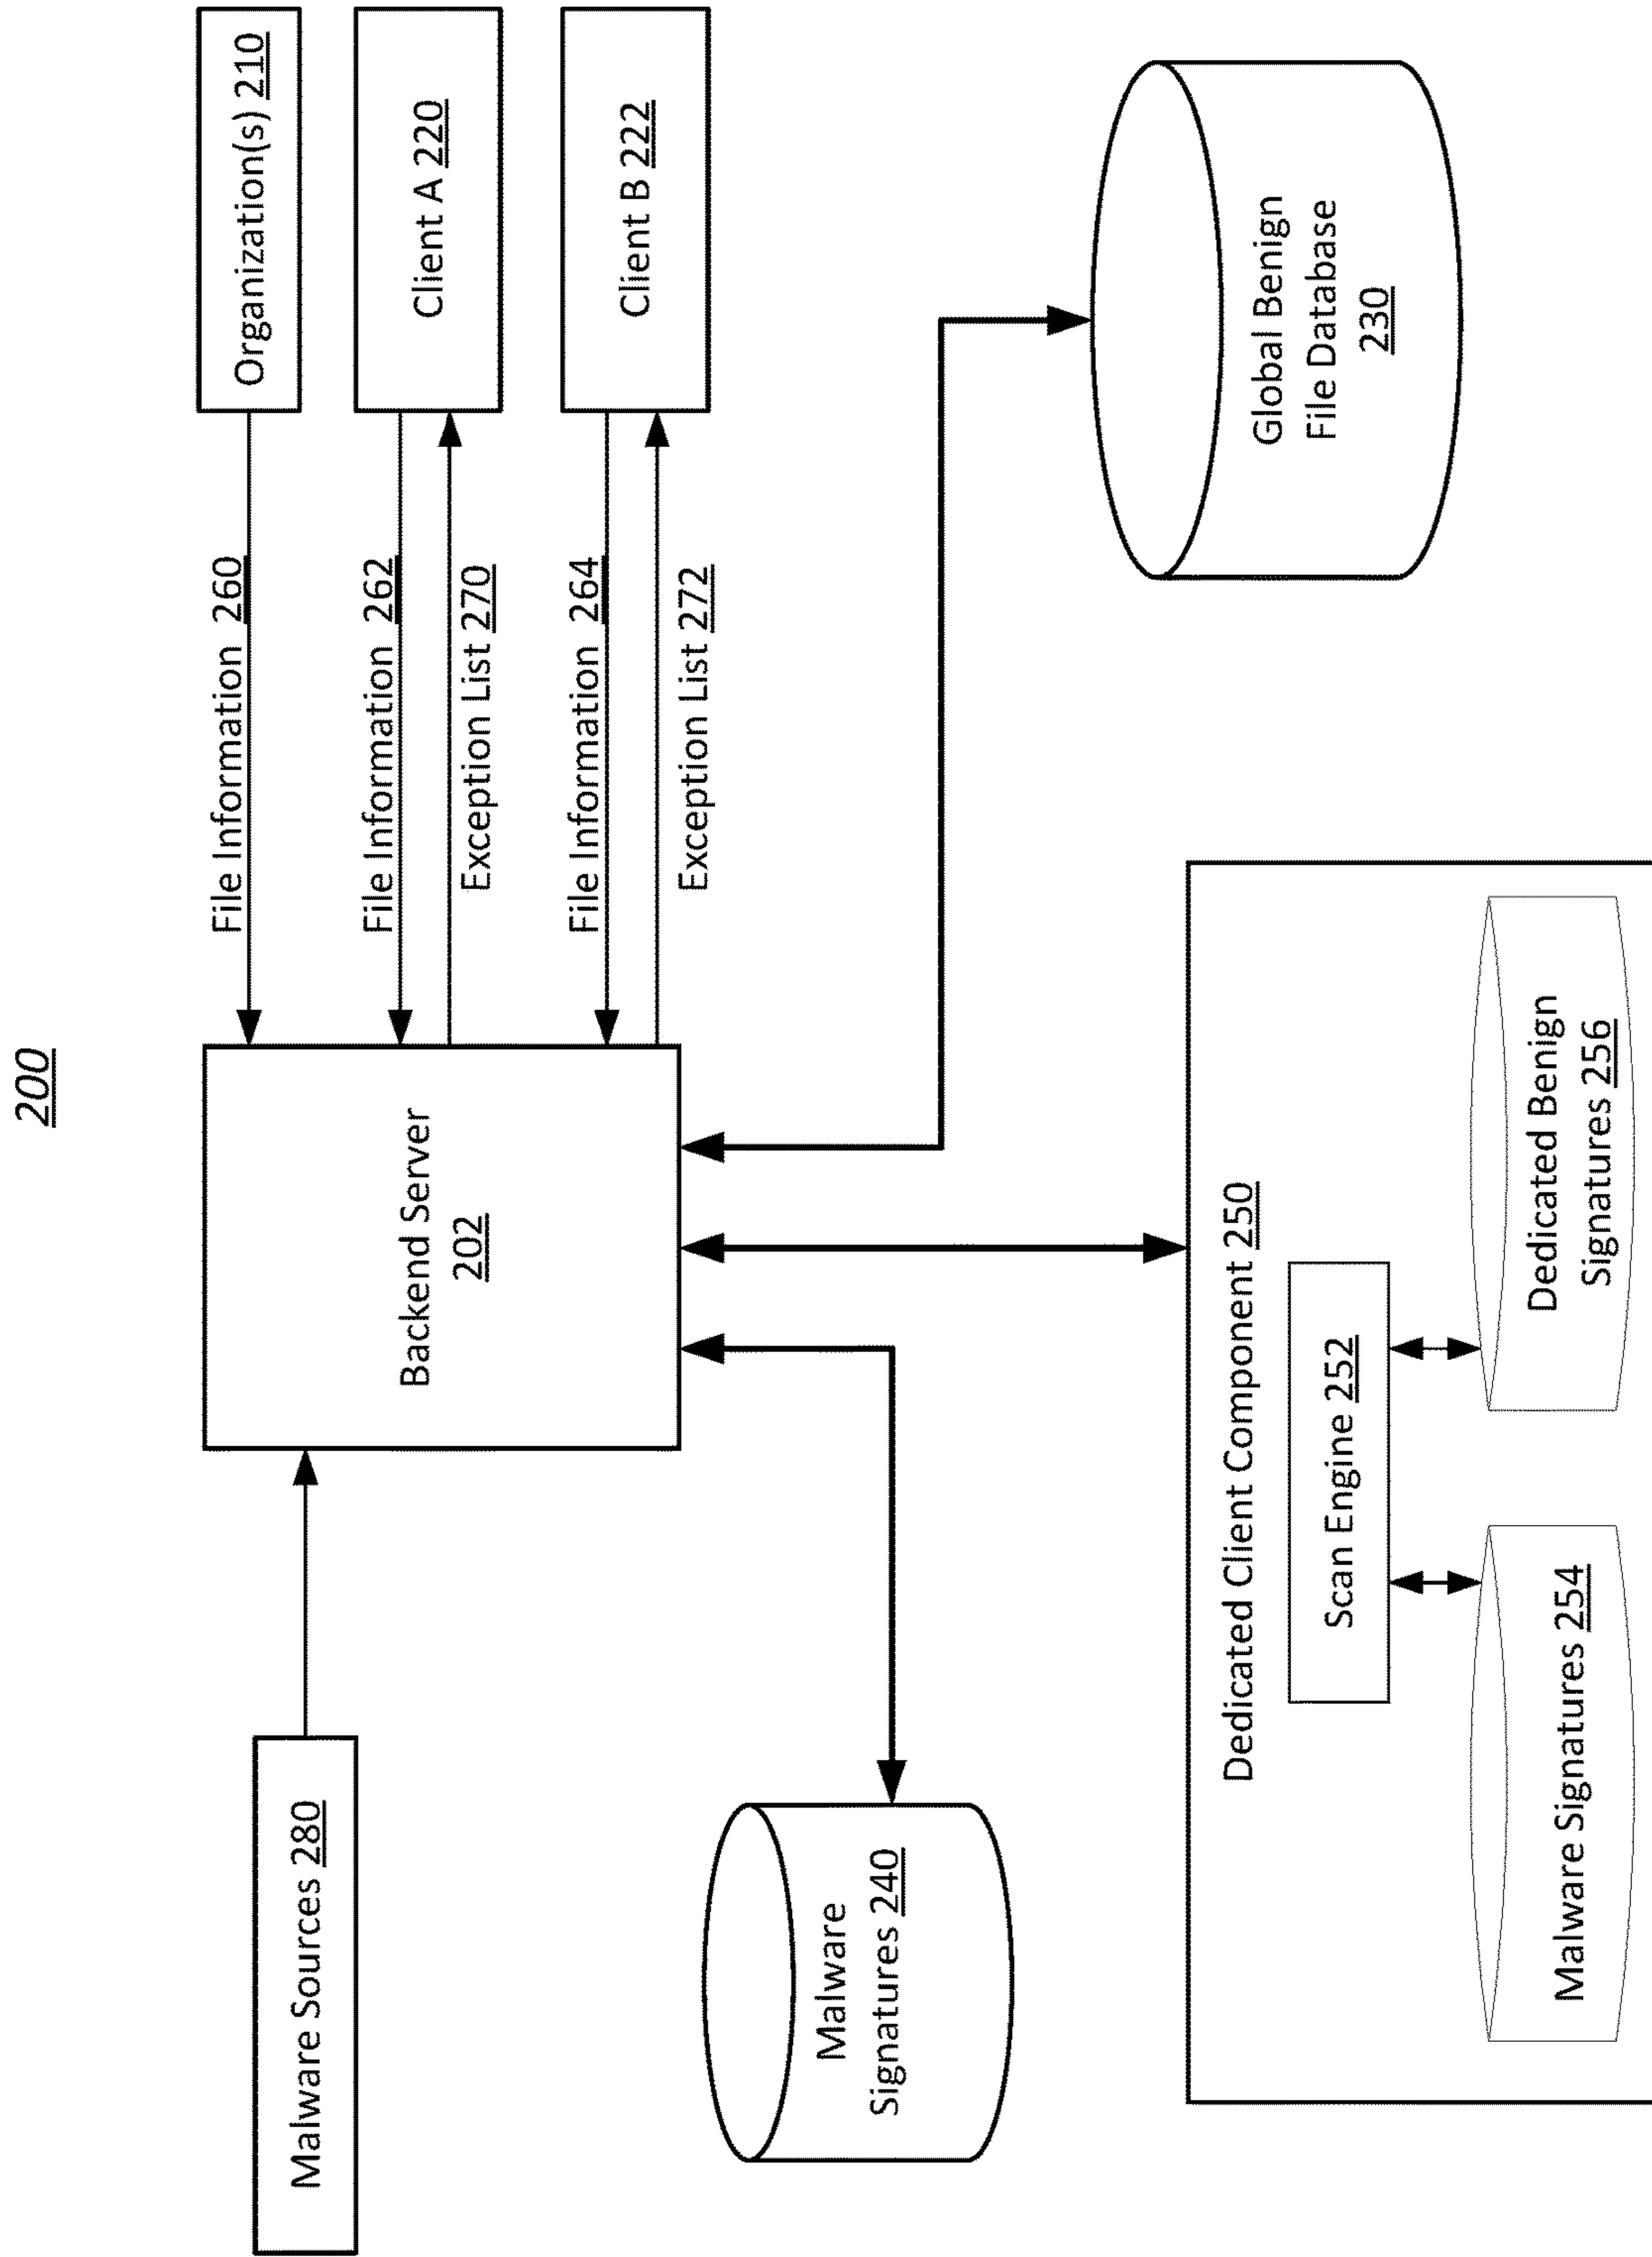 200
Malware Sources 280
Backend Server
202
File Information 260
Organization(s) 210
File Information 262
Client A 220
Exception List 270
File Information 264
Client B 222
Exception List 272
Malware
Signatures 240
Global Benign
File Database
230
Dedicated Client Component 250
Scan Engine 252
Malware Signatures 254
Dedicated Benign
Signatures 256